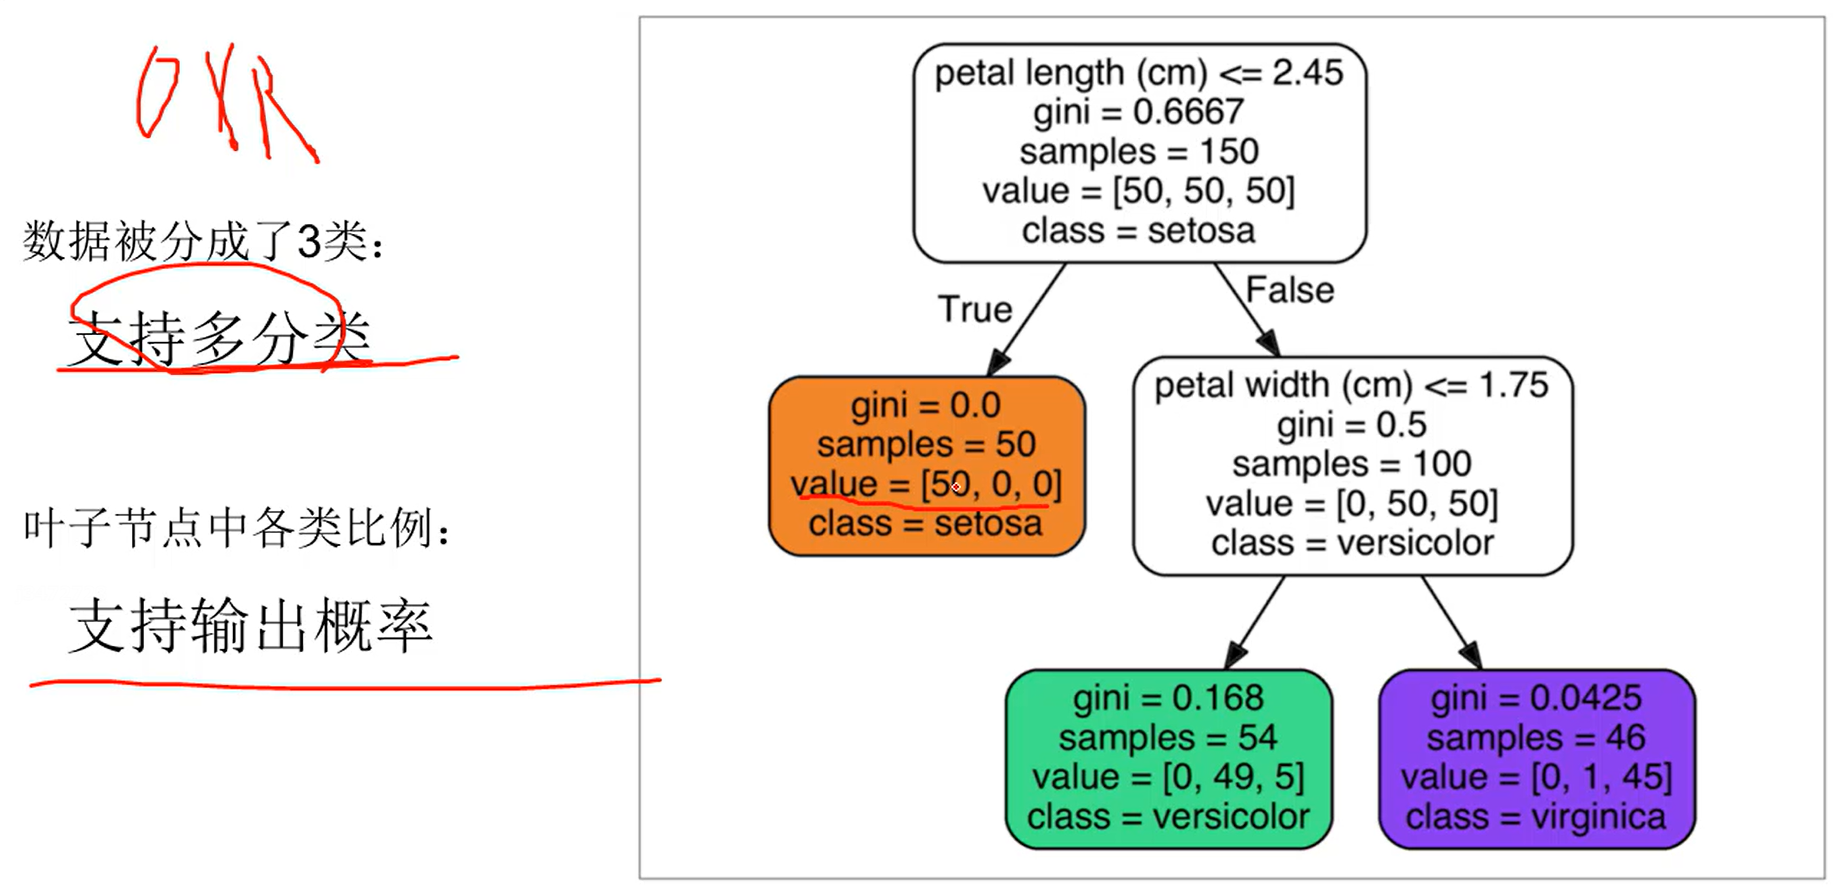 OVR
数据被分成了3类：
支持多分类
叶子节点中各类比例：
支持输出概率
petal length (cm) <= 2.45
gini = 0.6667
samples = 150
value = [50, 50, 50]
class = setosa
True
False
gini = 0.0
samples = 50
value = [50, 0, 0]
class = setosa
petal width (cm) <= 1.75
gini = 0.5
samples = 100
value = [0, 50, 50]
class = versicolor
gini = 0.168
samples = 54
value = [0, 49, 5]
class = versicolor
gini = 0.0425
samples = 46
value = [0, 1, 45]
class = virginica